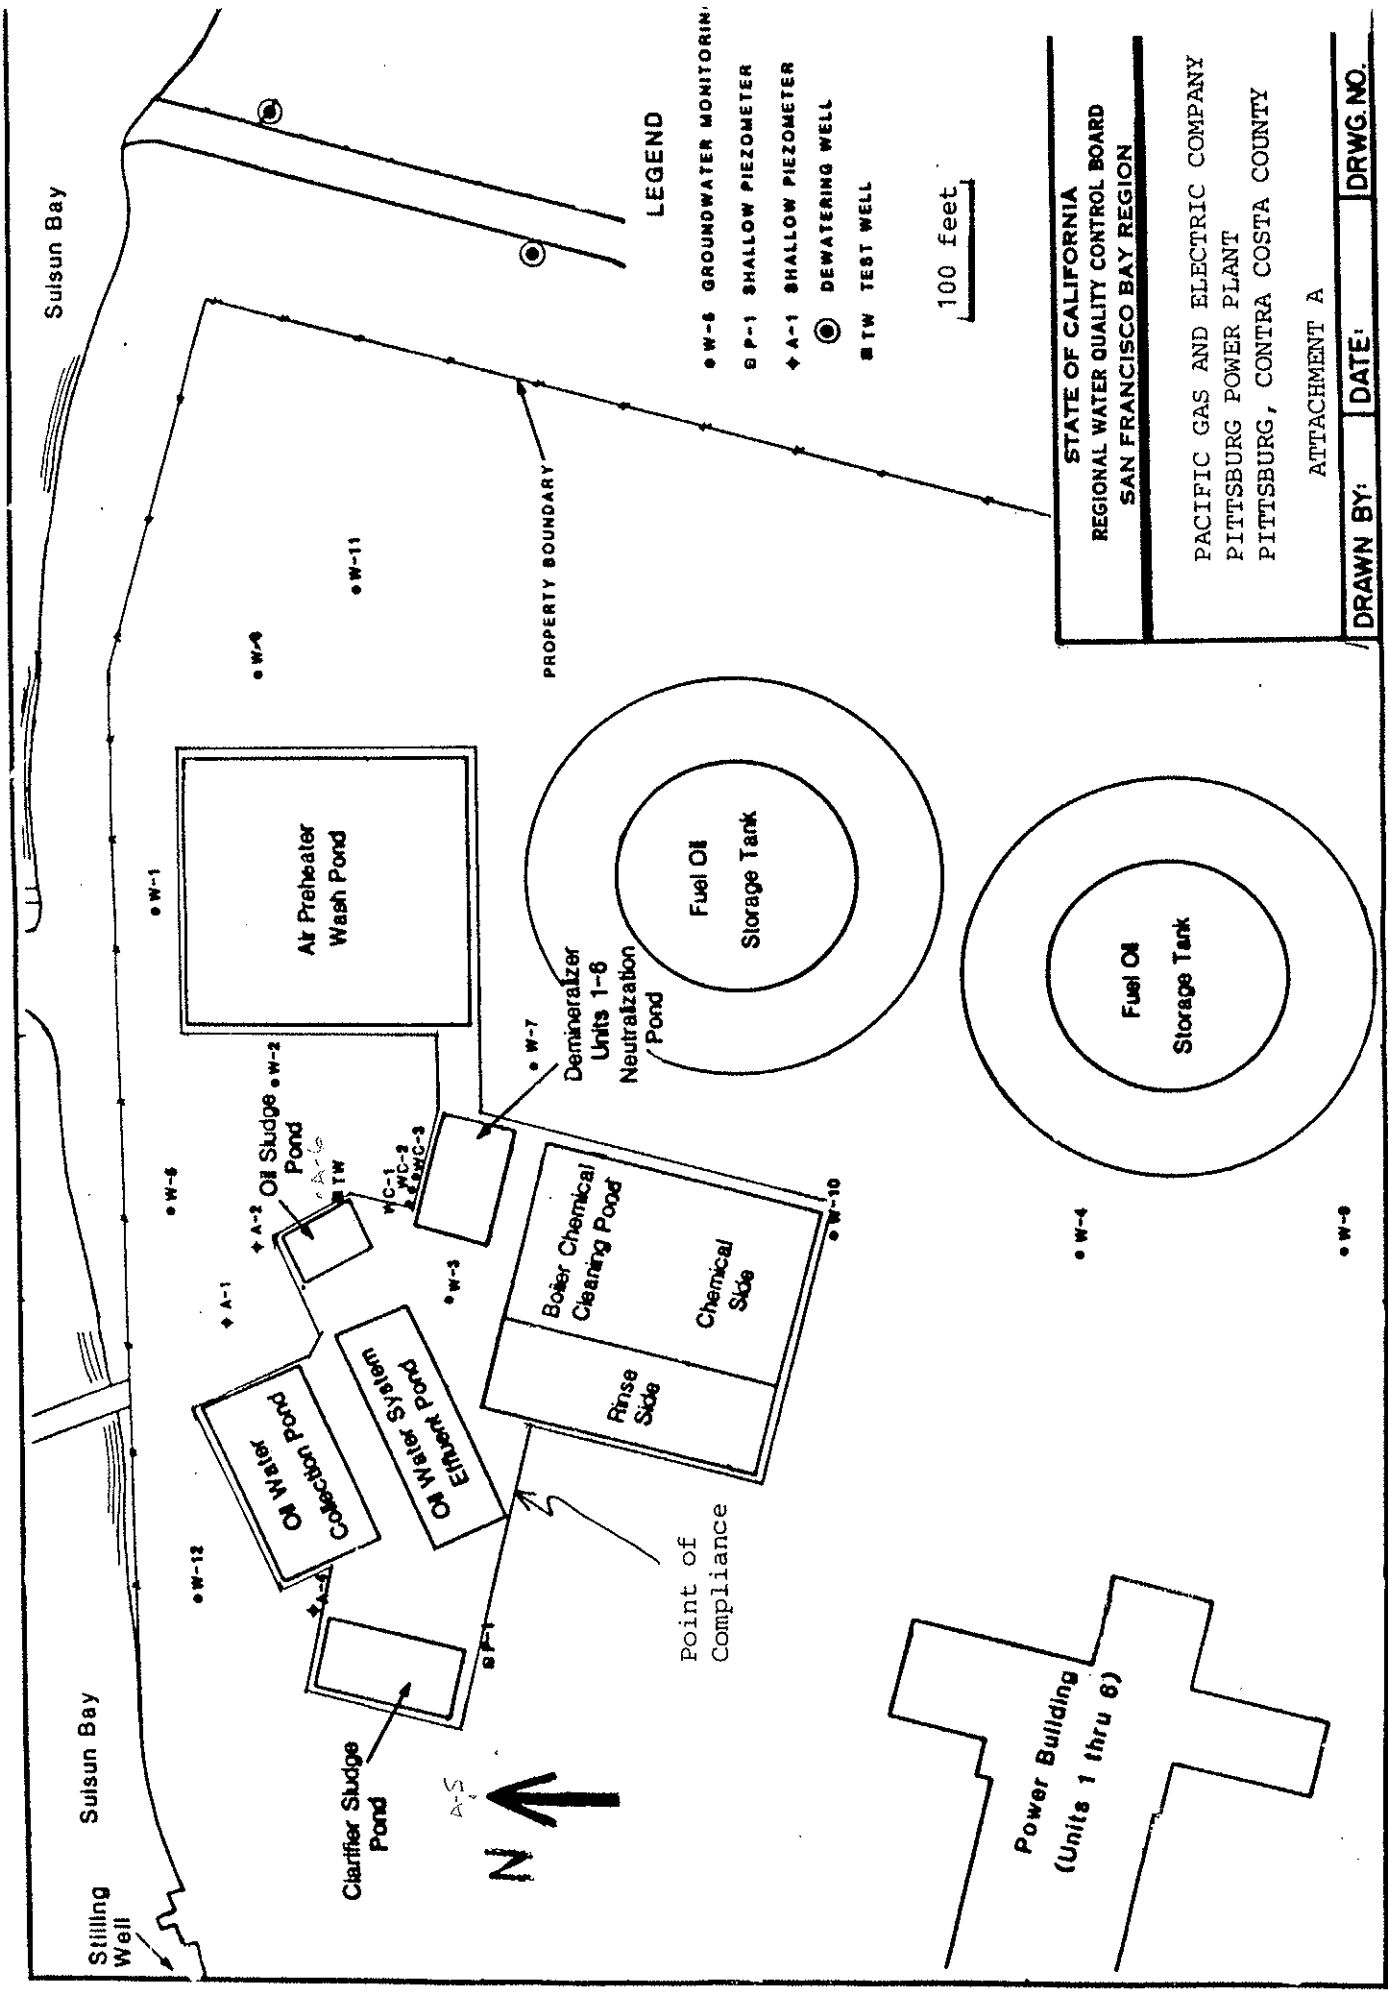 Suisun Bay
Suisun Bay
Stilling
Well
W-12
W-5
W-1
W-11
A-1
A-2
Oil Sludge
Pond
W-2
A-6
TW
WC-1
WC-2
WC-3
W-3
W-7
Air Preheater
Wash Pond
Oil Water
Collection Pond
Oil Water System
Effluent Pond
Clarifier Sludge
Pond
P-1
A-5
N
Demineralizer
Units 1-6
Neutralization
Pond
Boiler Chemical
Cleaning Pond
Chemical
Side
Rinse
Side
W-10
Point of
Compliance
Fuel Oil
Storage Tank
Fuel Oil
Storage Tank
W-4
Power Building
(Units 1 thru 6)
PROPERTY BOUNDARY
LEGEND
GROUNDWATER MONITORIN
P-1 SHALLOW PIEZOMETER
A-1 SHALLOW PIEZOMETER
DEWATERING WELL
TW TEST WELL
100 feet
STATE OF CALIFORNIA
REGIONAL WATER QUALITY CONTROL BOARD
SAN FRANCISCO BAY REGION
PACIFIC GAS AND ELECTRIC COMPANY
PITTSBURG POWER PLANT
PITTSBURG, CONTRA COSTA COUNTY
ATTACHMENT A
DRAWN BY: DATE: DRWG. NO.